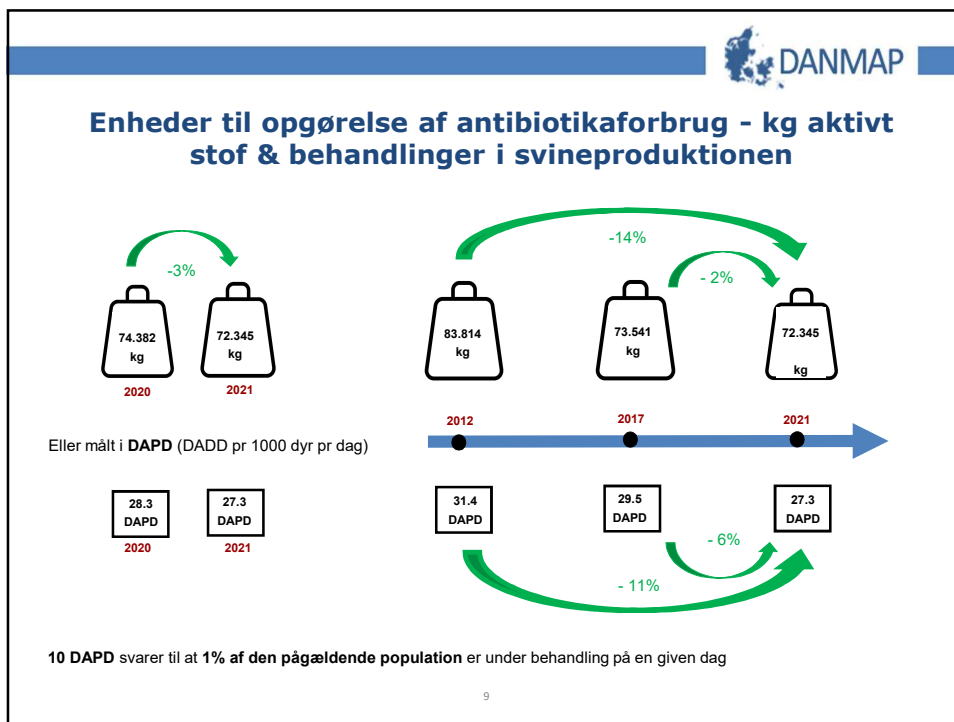 DANMAP
Enheder til opgørelse af antibiotikaforbrug - kg aktivt
stof & behandlinger i svineproduktionen
-3%
74.382
kg
2020
72.345
kg
2021
-14%
- 2%
83.814
kg
73.541
kg
72.345
kg
2012
2017
2021
Eller målt i DAPD (DADD pr 1000 dyr pr dag)
28.3
DAPD
2020
27.3
DAPD
2021
31.4
DAPD
29.5
DAPD
27.3
DAPD
- 6%
- 11%
10 DAPD svarer til at 1% af den pågældende population er under behandling på en given dag
9